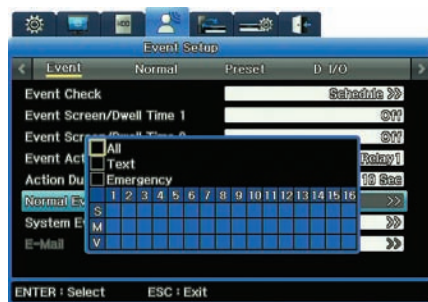 HDD
Event Setup
< Event Normal Preset D I/O >
Event Check Schedule >>
Event Screen/Dwell Time 1 Off
Event Off
Event Act Relay1
Action Du 10 Sec
Normal Ev >>
System E >>
E-Mail >>
All
Text
Emergency
1 2 3 4 5 6 7 8 9 10 11 12 13 14 15 16
S
M
V
ENTER : Select ESC : Exit